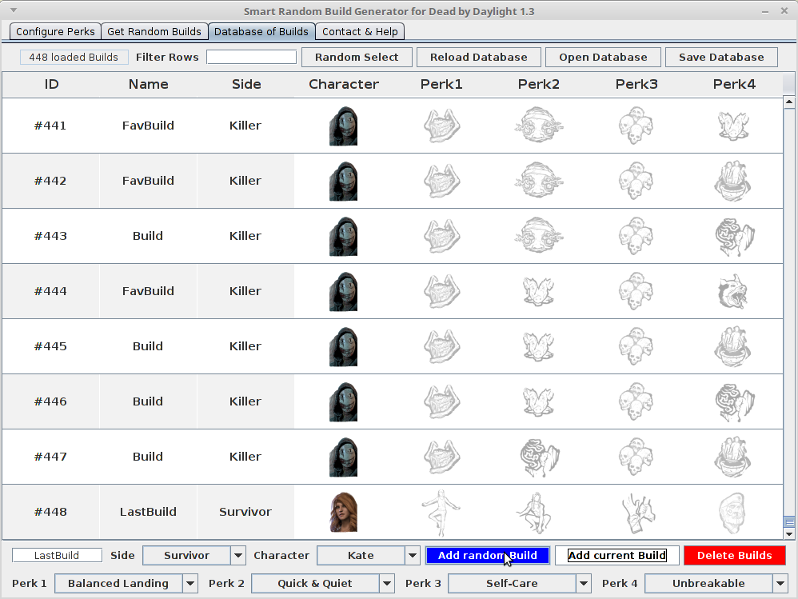 Smart Random Build Generator for Dead by Daylight 1.3
Configure Perks Get Random Builds Database of Builds Contact & Help
448 loaded Builds Filter Rows Random Select Reload Database Open Database Save Database
ID Name Side Character Perk1 Perk2 Perk3 Perk4
#441 FavBuild Killer
#442 FavBuild Killer
#443 Build Killer
#444 FavBuild Killer
#445 Build Killer
#446 Build Killer
#447 Build Killer
#448 LastBuild Survivor
LastBuild Side Survivor Character Kate Add random Build Add current Build Delete Builds
Perk 1 Balanced Landing Perk 2 Quick & Quiet Perk 3 Self-Care Perk 4 Unbreakable